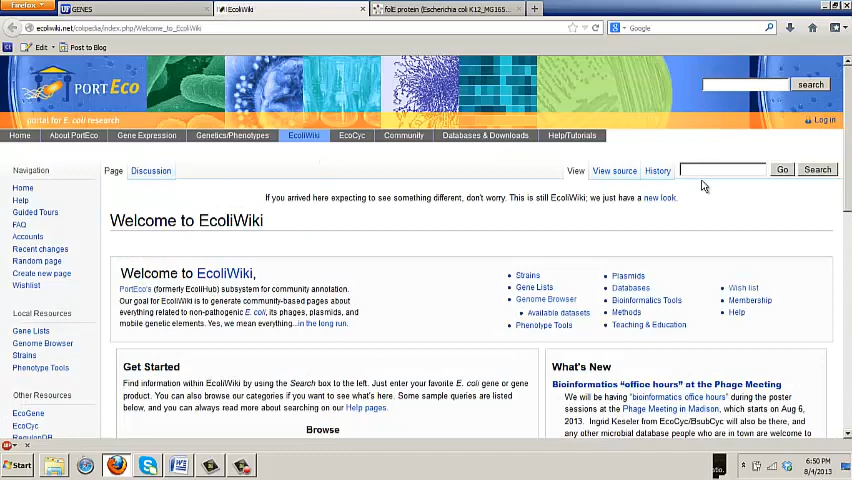 Firefox
GENES
EcoliWiki
folE protein (Escherichia coli K12_MG165...
ecoliwiki.net/colipedia/index.php/Welcome_to_EcoliWiki
Google
Edit
Post to Blog
PORTEco
search
portal for E. coli research
Log in
Home
About PortEco
Gene Expression
Genetics/Phenotypes
EcoliWiki
EcoCyc
Community
Databases & Downloads
Help/Tutorials
Navigation
Home
Help
Guided Tours
FAQ
Accounts
Recent changes
Random page
Create new page
Wishlist
Local Resources
Gene Lists
Genome Browser
Strains
Phenotype Tools
Other Resources
EcoGene
EcoCyc
RegulonDB
Page
Discussion
View
View source
History
Go
Search
If you arrived here expecting to see something different, don't worry. This is still EcoliWiki; we just have a new look.
Welcome to EcoliWiki
Welcome to EcoliWiki,
PortEco's (formerly EcoliHub) subsystem for community annotation.
Our goal for EcoliWiki is to generate community-based pages about
everything related to non-pathogenic E. coli, its phages, plasmids, and
mobile genetic elements. Yes, we mean everything...in the long run.
Strains
Gene Lists
Genome Browser
Available datasets
Phenotype Tools
Plasmids
Databases
Bioinformatics Tools
Methods
Teaching & Education
Wish list
Membership
Help
Get Started
Find information within EcoliWiki by using the Search box to the left. Just enter your favorite E. coli gene or gene
product. You can also browse our categories if you want to see what's here. Some sample queries are listed
below, and you can always read more about searching on our Help pages.
Browse
What's New
Bioinformatics "office hours" at the Phage Meeting
We will be having "bioinformatics office hours" during the poster
sessions at the Phage Meeting in Madison, which starts on Aug 6,
2013. Ingrid Keseler from EcoCyc/BsubCyc will also be there, and
any other microbial database people who are in town are welcome to
Start
6:50 PM
8/4/2013